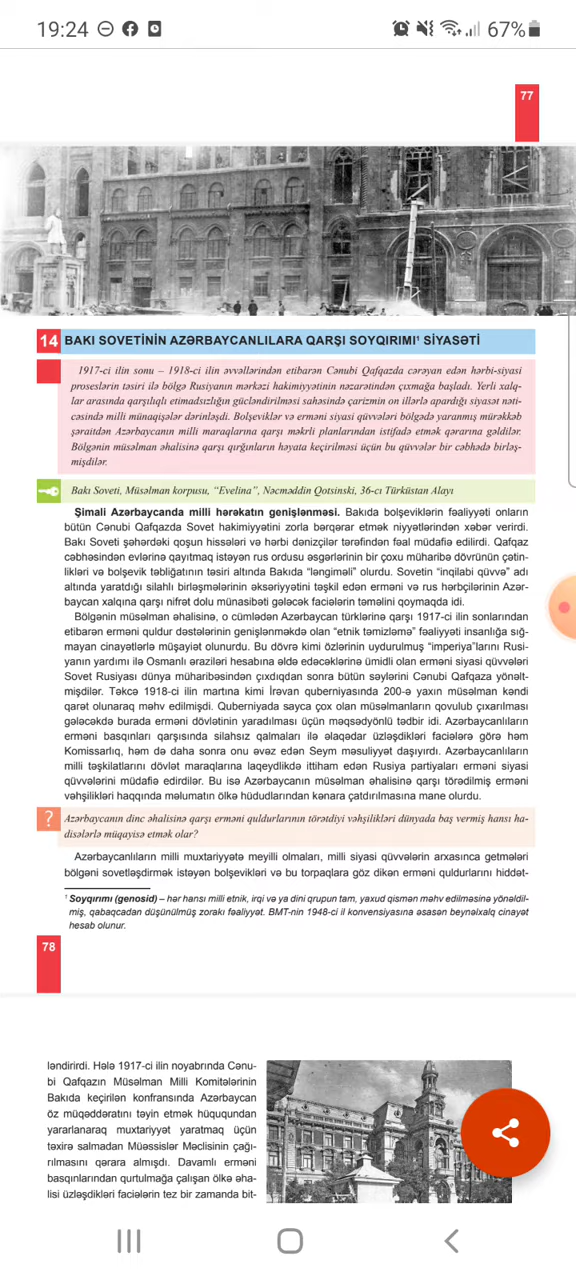 19:24
67%
77
14 BAKI SOVETİNİN AZƏRBAYCANLILARA QARŞI SOYQIRIMI¹ SİYASƏTİ
1917-ci ilin sonu – 1918-ci ilin əvvəllərindən etibarən Cənubi Qafqazda cərəyan edən hərbi-siyasi
proseslərin təsiri ilə bölgə Rusiyanın mərkəzi hakimiyyətinin nəzarətindən çıxmağa başladı. Yerli xalq-
lar arasında qarşılıqlı etimadsızlığın gücləndirilməsi sahəsində çarizmin on illərlə apardığı siyasət nəti-
cəsində milli münaqişələr dərinləşdi. Bolşeviklər və erməni siyasi qüvvələri bölgədə yaranmış mürəkkəb
şəraitdən Azərbaycanın milli maraqlarına qarşı məkrli planlarından istifadə etmək qərarına gəldilər.
Bölgənin müsəlman əhalisinə qarşı qırğınların həyata keçirilməsi üçün bu qüvvələr bir cəbhədə birləş-
mişdilər.
Bakı Soveti, Müsəlman korpusu, “Evelina”, Nəcməddin Qotsinski, 36-cı Türküstan Alayı
Şimali Azərbaycanda milli hərəkatın genişlənməsi. Bakıda bolşeviklərin fəaliyyəti onların
bütün Cənubi Qafqazda Sovet hakimiyyətini zorla bərqərar etmək niyyətlərindən xəbər verirdi.
Bakı Soveti şəhərdəki qoşun hissələri və hərbi dənizçilər tərəfindən fəal müdafiə edilirdi. Qafqaz
cəbhəsindən evlərinə qayıtmaq istəyən rus ordusu əsgərlərinin bir çoxu müharibə dövrünün çətin-
likləri və bolşevik təbliğatının təsiri altında Bakıda “ləngiməli” olurdu. Sovetin “inqilabi qüvvə” adı
altında yaratdığı silahlı birləşmələrinin əksəriyyətini təşkil edən erməni və rus hərbçilərinin Azər-
baycan xalqına qarşı nifrət dolu münasibəti gələcək faciələrin təməlini qoymaqda idi.
Bölgənin müsəlman əhalisinə, o cümlədən Azərbaycan türklərinə qarşı 1917-ci ilin sonlarından
etibarən erməni quldur dəstələrinin genişlənməkdə olan “etnik təmizləmə” fəaliyyəti insanlığa sığ-
mayan cinayətlərlə müşayiət olunurdu. Bu dövrə kimi özlərinin uydurulmuş “imperiya”larını Rusi-
yanın yardımı ilə Osmanlı əraziləri hesabına əldə edəcəklərinə ümidli olan erməni siyasi qüvvələri
Sovet Rusiyası dünya müharibəsindən çıxdıqdan sonra bütün səylərini Cənubi Qafqaza yönəlt-
mişdilər. Təkcə 1918-ci ilin martına kimi İrəvan quberniyasında 200-ə yaxın müsəlman kəndi
qarət olunaraq məhv edilmişdi. Quberniyada sayca çox olan müsəlmanların qovulub çıxarılması
gələcəkdə burada erməni dövlətinin yaradılması üçün məqsədyönlü tədbir idi. Azərbaycanlıların
erməni basqınları qarşısında silahsız qalmaları ilə əlaqədar üzləşdikləri faciələrə görə həm
Komissarlıq, həm də daha sonra onu əvəz edən Seym məsuliyyət daşıyırdı. Azərbaycanlıların
milli təşkilatlarını dövlət maraqlarına laqeydlikdə ittiham edən Rusiya partiyaları erməni siyasi
qüvvələrini müdafiə edirdilər. Bu isə Azərbaycanın müsəlman əhalisinə qarşı törədilmiş erməni
vəhşilikləri haqqında məlumatın ölkə hüdudlarından kənara çatdırılmasına mane olurdu.
? Azərbaycanın dinc əhalisinə qarşı erməni quldurlarının törətdiyi vəhşilikləri dünyada baş vermiş hansı ha-
disələrlə müqayisə etmək olar?
Azərbaycanlıların milli muxtariyyətə meyilli olmaları, milli siyasi qüvvələrin arxasınca getmələri
bölgəni sovetləşdirmək istəyən bolşevikləri və bu torpaqlara göz dikən erməni quldurlarını hiddət-
¹ Soyqırımı (genosid) – hər hansı milli etnik, irqi və ya dini qrupun tam, yaxud qismən məhv edilməsinə yönəldil-
miş, qabaqcadan düşünülmüş zorakı fəaliyyət. BMT-nin 1948-ci il konvensiyasına əsasən beynəlxalq cinayət
hesab olunur.
78
ləndirirdi. Hələ 1917-ci ilin noyabrında Cənu-
bi Qafqazın Müsəlman Milli Komitələrinin
Bakıda keçirilən konfransında Azərbaycan
öz müqəddəratını təyin etmək hüququndan
yararlanaraq muxtariyyət yaratmaq üçün
təxirə salmadan Müəssislər Məclisinin çağı-
rılmasını qərara almışdı. Davamlı erməni
basqınlarından qurtulmağa çalışan ölkə əha-
lisi üzləşdikləri faciələrin tez bir zamanda bit-